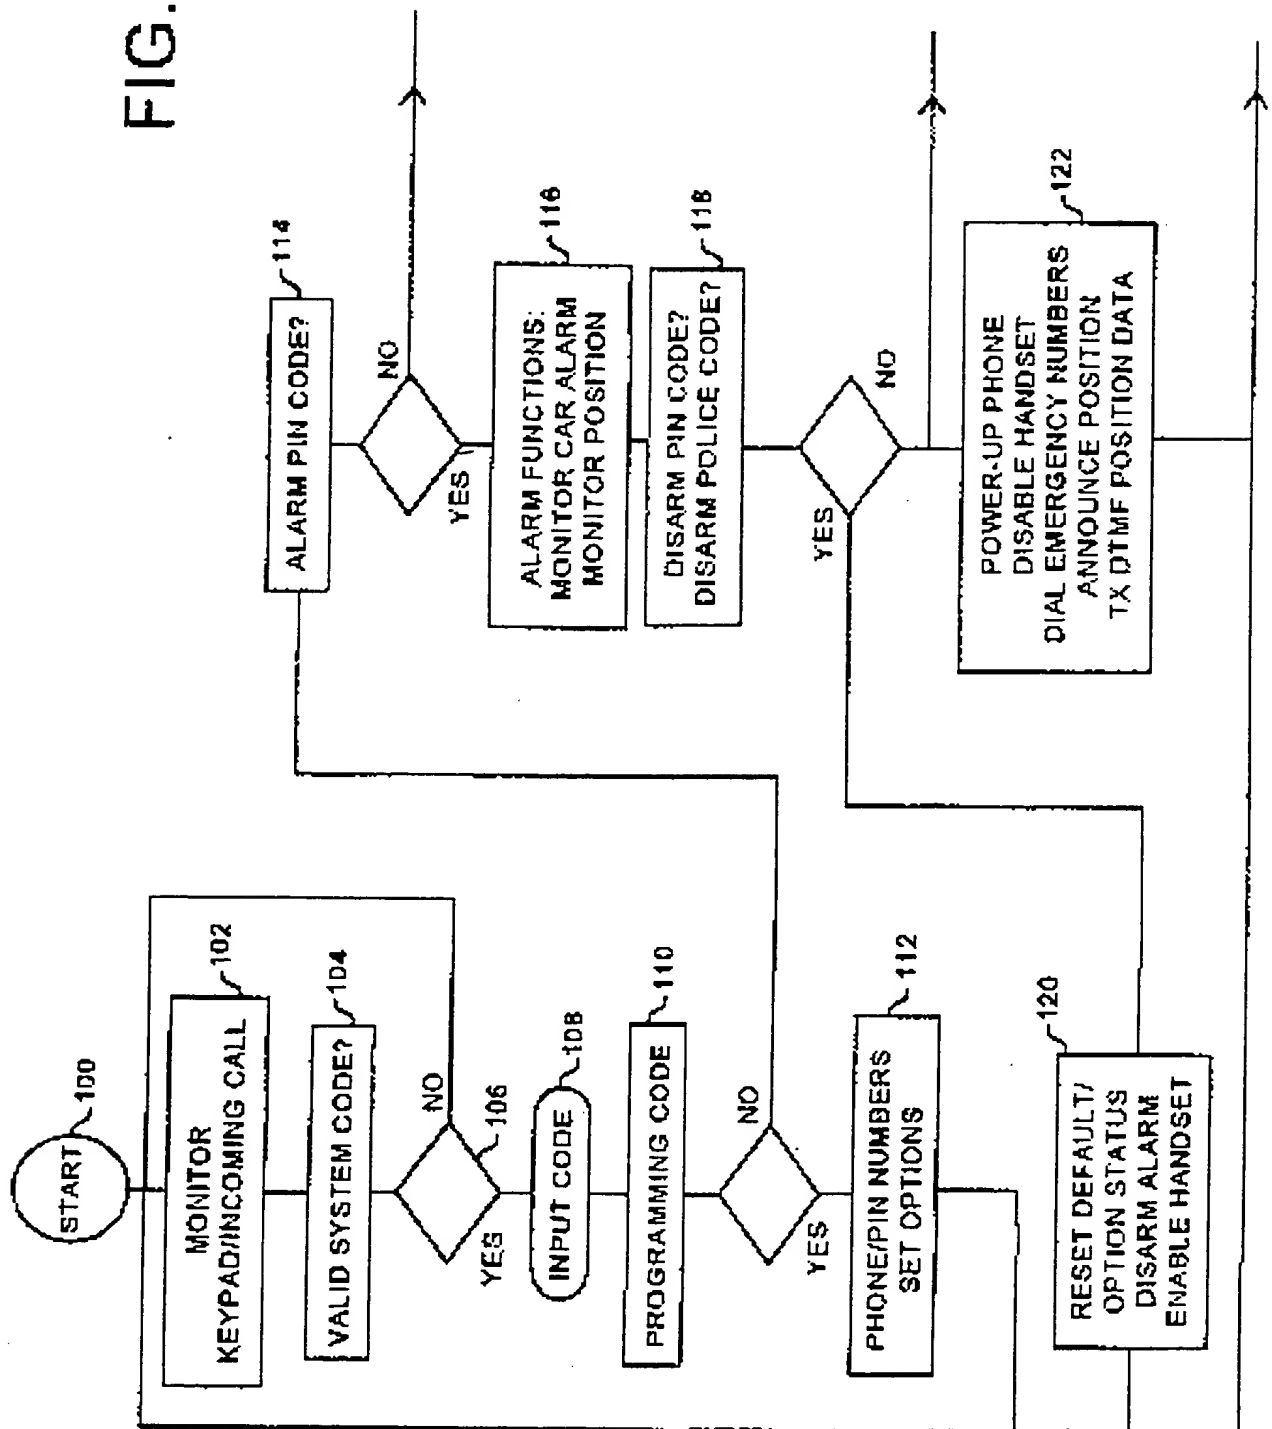 FIG.
START
100
MONITOR
KEYPAD/INCOMING CALL
102
VALID SYSTEM CODE?
104
NO
106
YES
INPUT CODE
108
PROGRAMMING CODE
110
NO
YES
PHONE/PIN NUMBERS
SET OPTIONS
112
ALARM PIN CODE?
114
NO
YES
ALARM FUNCTIONS:
MONITOR CAR ALARM
MONITOR POSITION
116
DISARM PIN CODE?
DISARM POLICE CODE?
118
NO
YES
RESET DEFAULT/
OPTION STATUS
DISARM ALARM
ENABLE HANDSET
120
POWER-UP PHONE
DISABLE HANDSET
DIAL EMERGENCY NUMBERS
ANNOUNCE POSITION
TX DTMF POSITION DATA
122